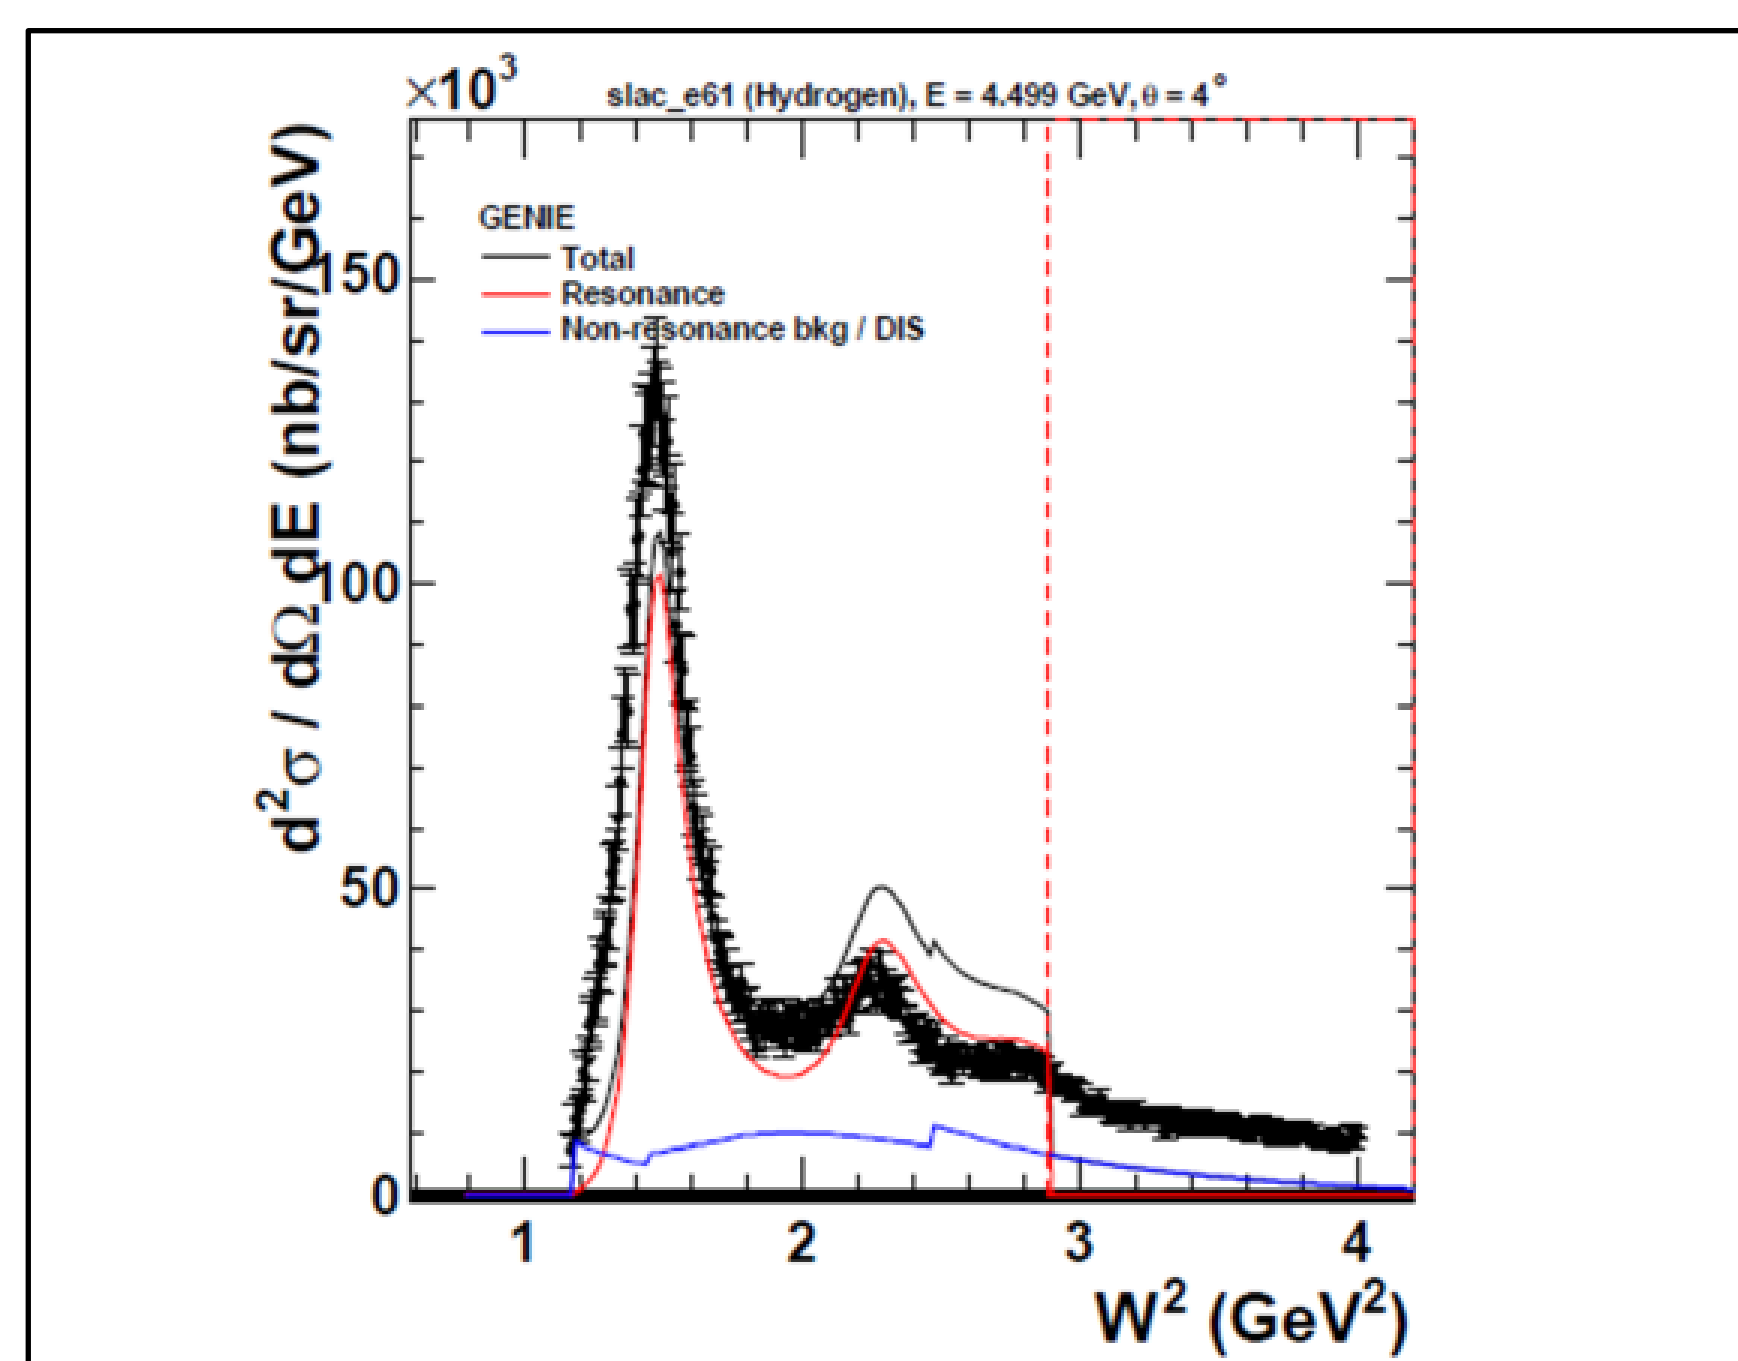 ×10³
slac_e61 (Hydrogen), E = 4.499 GeV, θ = 4°
d²σ / dΩ dE (nb/sr/GeV)
GENIE
Total
Resonance
Non-resonance bkg / DIS
150
100
50
0
1 2 3 4
W² (GeV²)